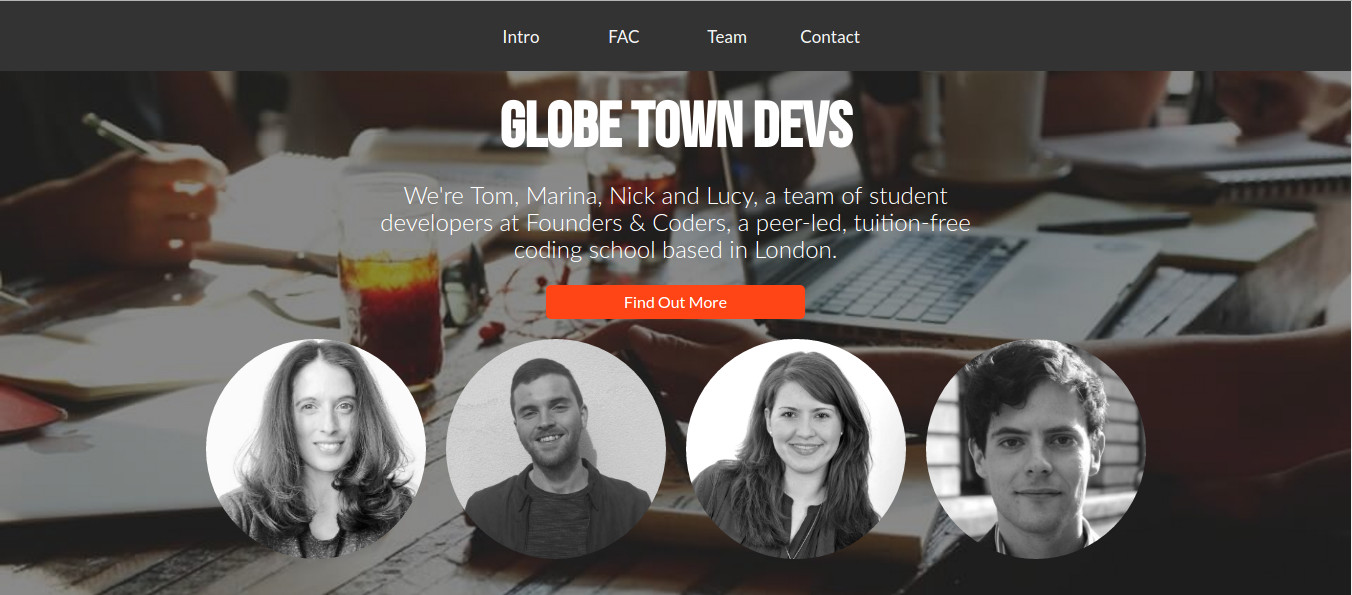 Intro FAC Team Contact
GLOBE TOWN DEVS
We're Tom, Marina, Nick and Lucy, a team of student
developers at Founders & Coders, a peer-led, tuition-free
coding school based in London.
Find Out More